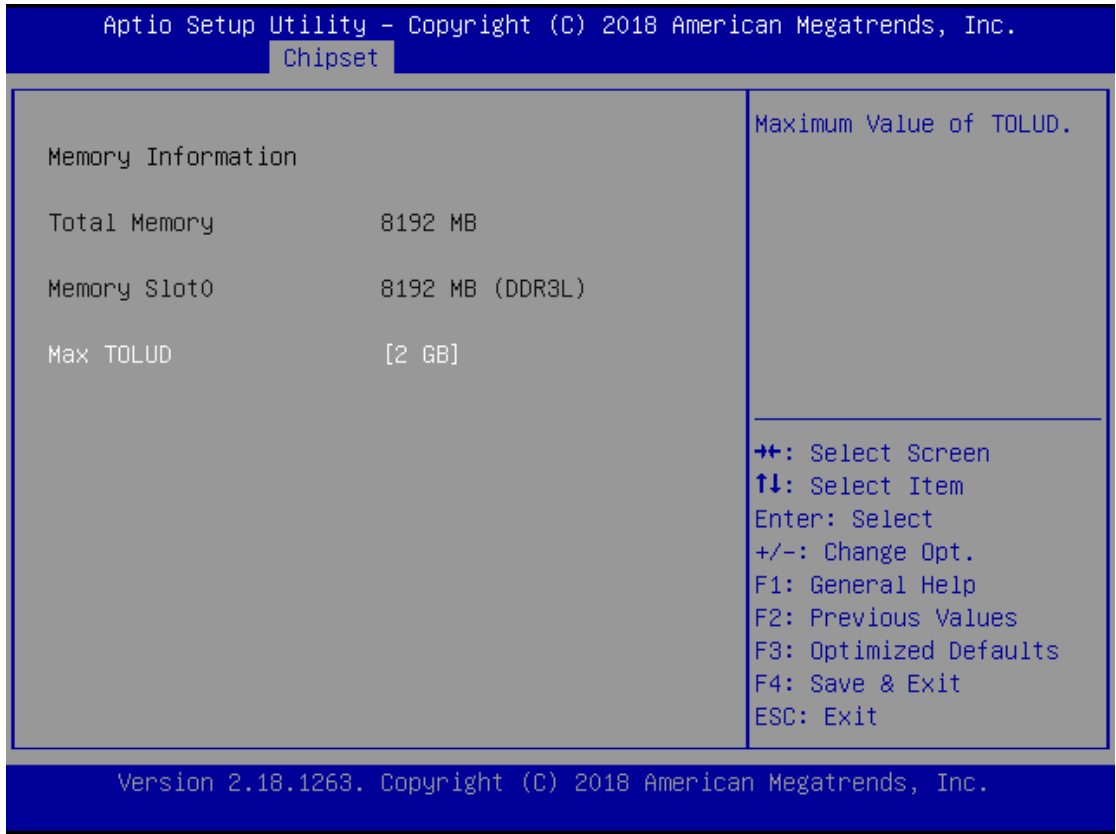 Aptio Setup Utility – Copyright (C) 2018 American Megatrends, Inc.
Chipset
Memory Information
Total Memory 8192 MB
Memory Slot0 8192 MB (DDR3L)
Max TOLUD [2 GB]
Maximum Value of TOLUD.
→←: Select Screen
↑↓: Select Item
Enter: Select
+/-: Change Opt.
F1: General Help
F2: Previous Values
F3: Optimized Defaults
F4: Save & Exit
ESC: Exit
Version 2.18.1263. Copyright (C) 2018 American Megatrends, Inc.